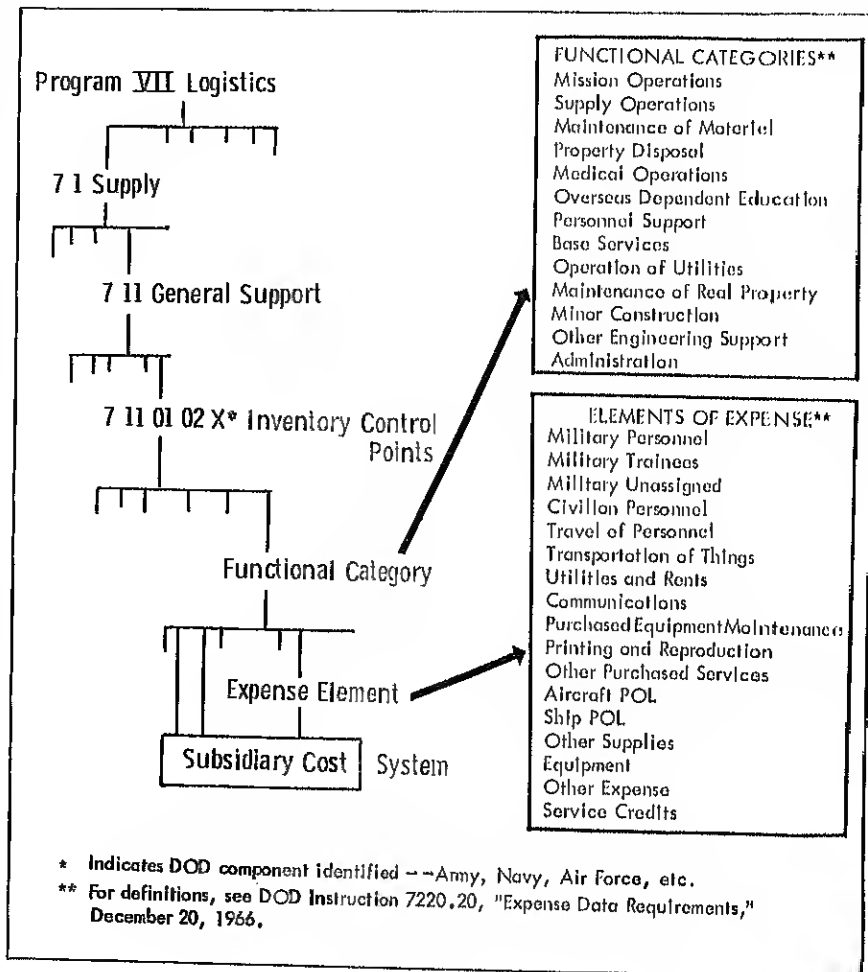 Program VII Logistics
7 1 Supply
7 11 General Support
7 11 01 02 X* Inventory Control
Points
Functional Category
Expense Element
Subsidiary Cost System
FUNCTIONAL CATEGORIES**
Mission Operations
Supply Operations
Maintenance of Materiel
Property Disposal
Medical Operations
Overseas Dependent Education
Personnel Support
Base Services
Operation of Utilities
Maintenance of Real Property
Minor Construction
Other Engineering Support
Administration
ELEMENTS OF EXPENSE**
Military Personnel
Military Trainees
Military Unassigned
Civilian Personnel
Travel of Personnel
Transportation of Things
Utilities and Rents
Communications
Purchased Equipment Maintenance
Printing and Reproduction
Other Purchased Services
Aircraft POL
Ship POL
Other Supplies
Equipment
Other Expense
Service Credits
* Indicates DOD component identified --Army, Navy, Air Force, etc.
** For definitions, see DOD Instruction 7220.20, "Expense Data Requirements,"
December 20, 1966.